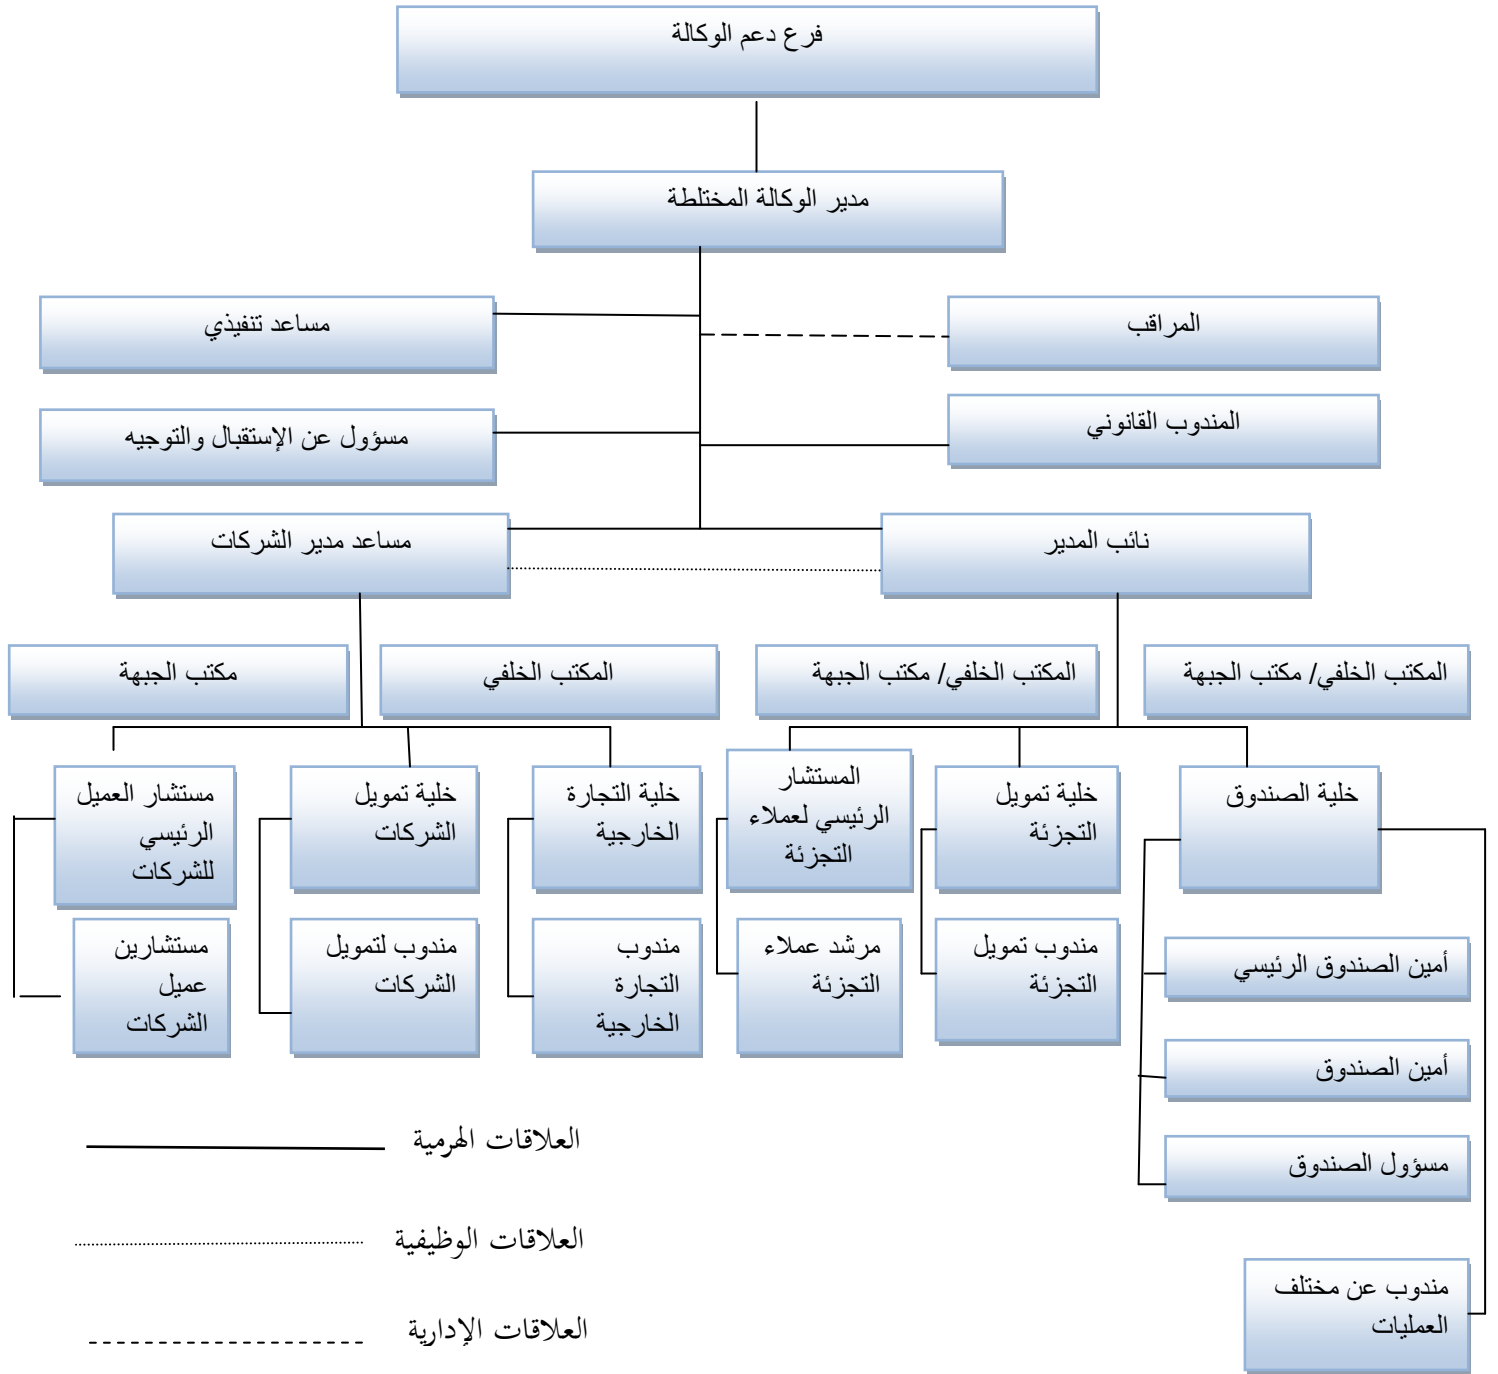 فرع دعم الوكالة
مدير الوكالة المختلطة
المراقب
مساعد تنفيذي
المندوب القانوني
مسؤول عن الإستقبال والتوجيه
نائب المدير
مساعد مدير الشركات
المكتب الخلفي/ مكتب الجبهة
المكتب الخلفي/ مكتب الجبهة
المكتب الخلفي
مكتب الجبهة
خلية الصندوق
خلية تمويل
التجزئة
المستشار
الرئيسي لعملاء
التجزئة
خلية التجارة
الخارجية
خلية تمويل
الشركات
مستشار العميل
الرئيسي
للشركات
أمين الصندوق الرئيسي
أمين الصندوق
مسؤول الصندوق
مندوب عن مختلف
العمليات
مندوب تمويل
التجزئة
مرشد عملاء
التجزئة
مندوب
التجارة
الخارجية
مندوب لتمويل
الشركات
مستشارين
عميل
الشركات
العلاقات الهرمية
العلاقات الوظيفية
العلاقات الإدارية